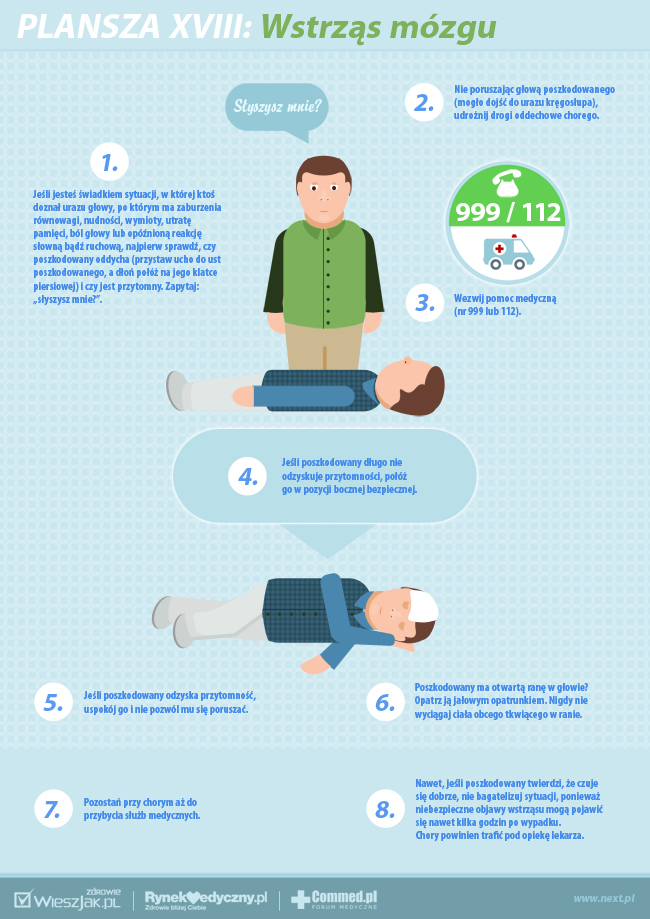 PLANSZA XVIII: Wstrząs mózgu
Słyszysz mnie?
1.
Jeśli jesteś świadkiem sytuacji, w której ktoś
doznał urazu głowy, po którym ma zaburzenia
równowagi, nudności, wymioty, utratę
pamięci, ból głowy lub opóźnioną reakcję
słowną bądź ruchową, najpierw sprawdź, czy
poszkodowany oddycha (przystaw ucho do ust
poszkodowanego, a dłoń połóż na jego klatce
piersiowej) i czy jest przytomny. Zapytaj:
„słyszysz mnie?”.
2.
Nie poruszając głową poszkodowanego
(mogło dojść do urazu kręgosłupa),
udrożnij drogi oddechowe chorego.
999 / 112
3.
Wezwij pomoc medyczną
(nr 999 lub 112).
4.
Jeśli poszkodowany długo nie
odzyskuje przytomności, połóż
go w pozycji bocznej bezpiecznej.
5.
Jeśli poszkodowany odzyska przytomność,
uspokój go i nie pozwól mu się poruszać.
6.
Poszkodowany ma otwartą ranę w głowie?
Opatrz ją jałowym opatrunkiem. Nigdy nie
wyciągaj ciała obcego tkwiącego w ranie.
7.
Pozostań przy chorym aż do
przybycia służb medycznych.
8.
Nawet, jeśli poszkodowany twierdzi, że czuje
się dobrze, nie bagatelizuj sytuacji, ponieważ
niebezpieczne objawy wstrząsu mogą pojawić
się nawet kilka godzin po wypadku.
Chory powinien trafić pod opiekę lekarza.
ZDROWIE
WIESZJAK.PL
RynekMedyczny.pl
Zdrowie bliżej Ciebie
Commed.pl
FORUM MEDYCZNE
www.next.pl